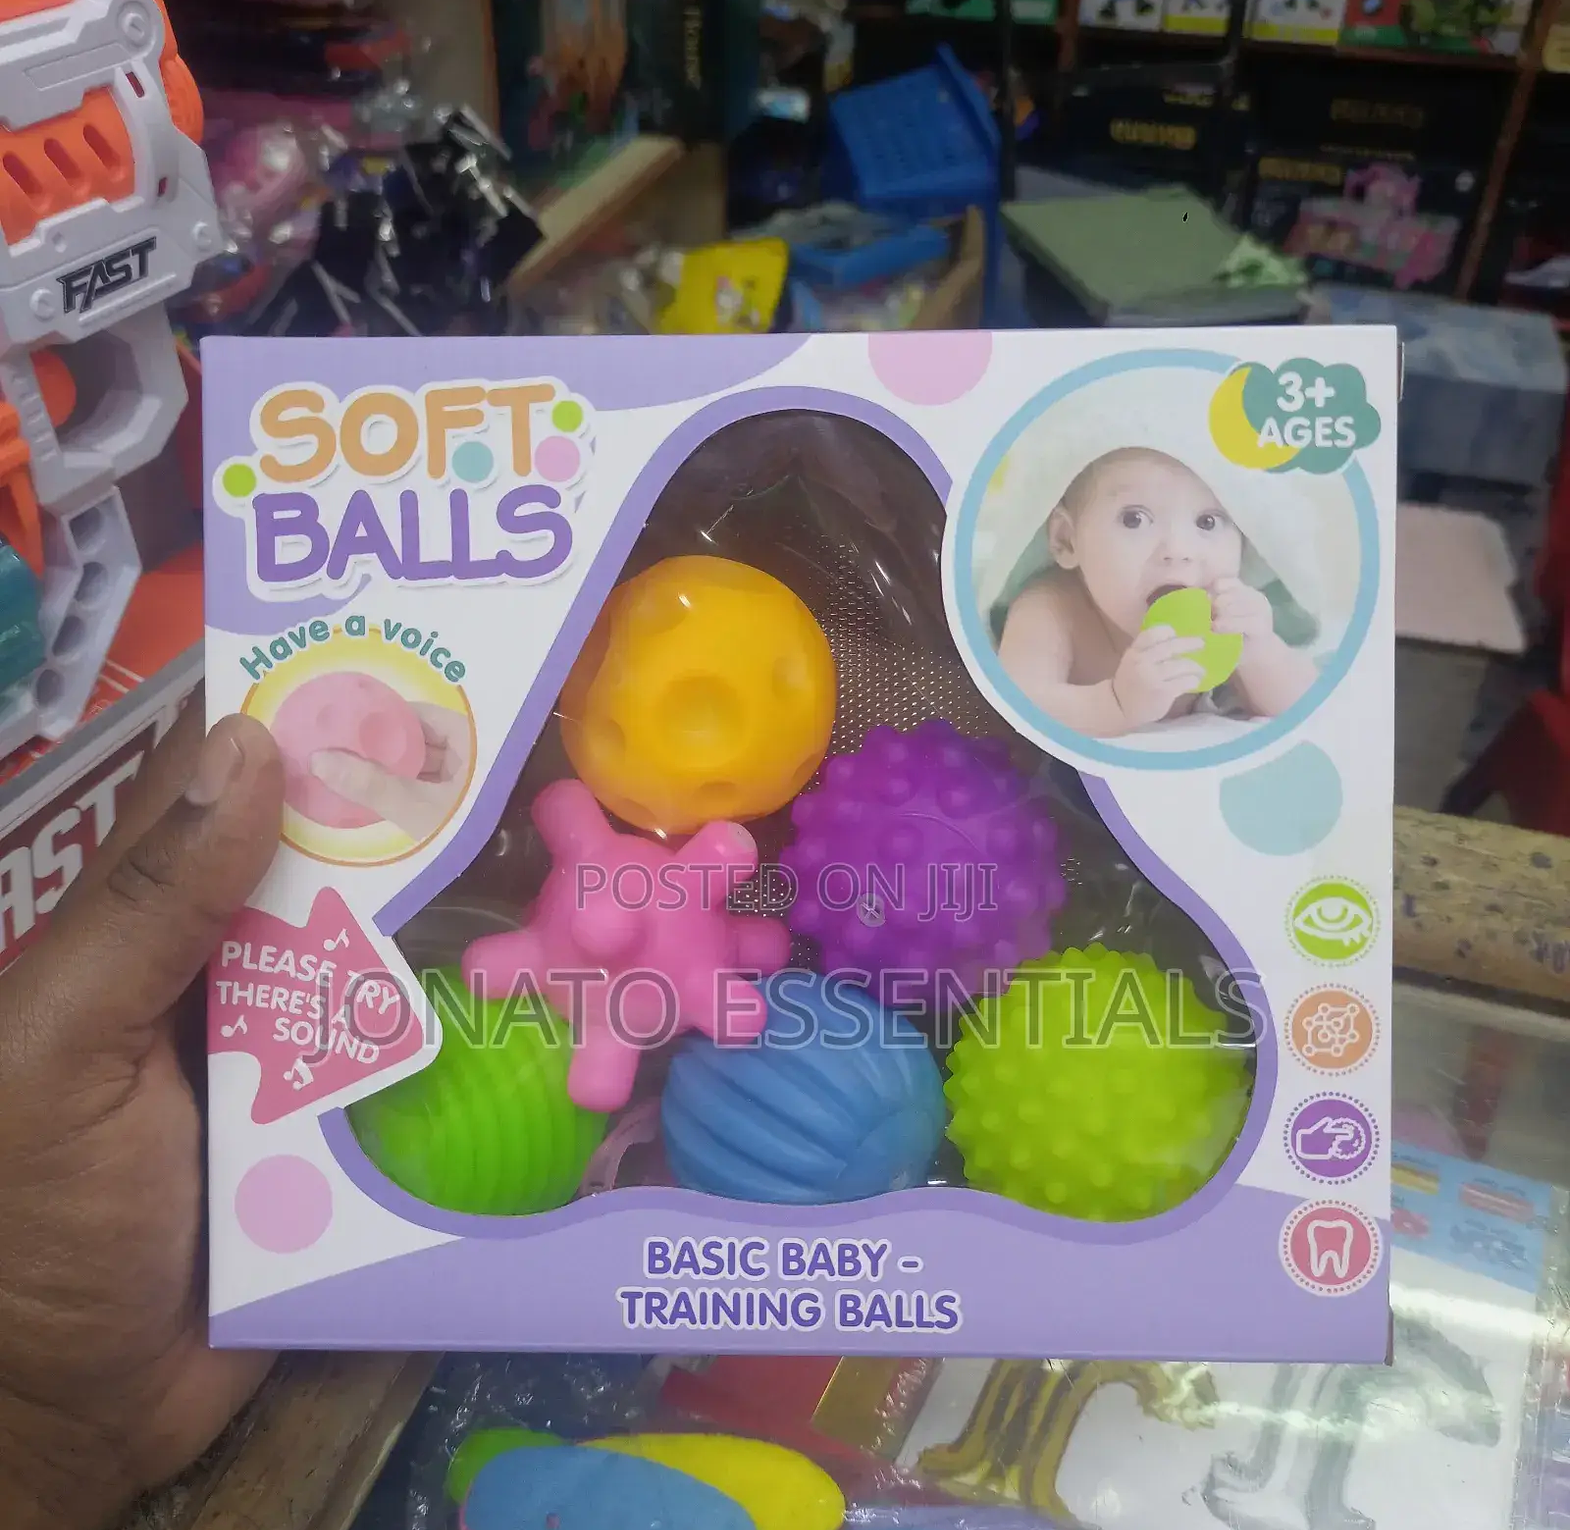 FAST
SOFT
BALLS
3+
AGES
Have a voice
POSTED ON JIJI
PLEASE TRY
THERE'S A
SOUND
JONATO ESSENTIALS
AST
BASIC BABY -
TRAINING BALLS